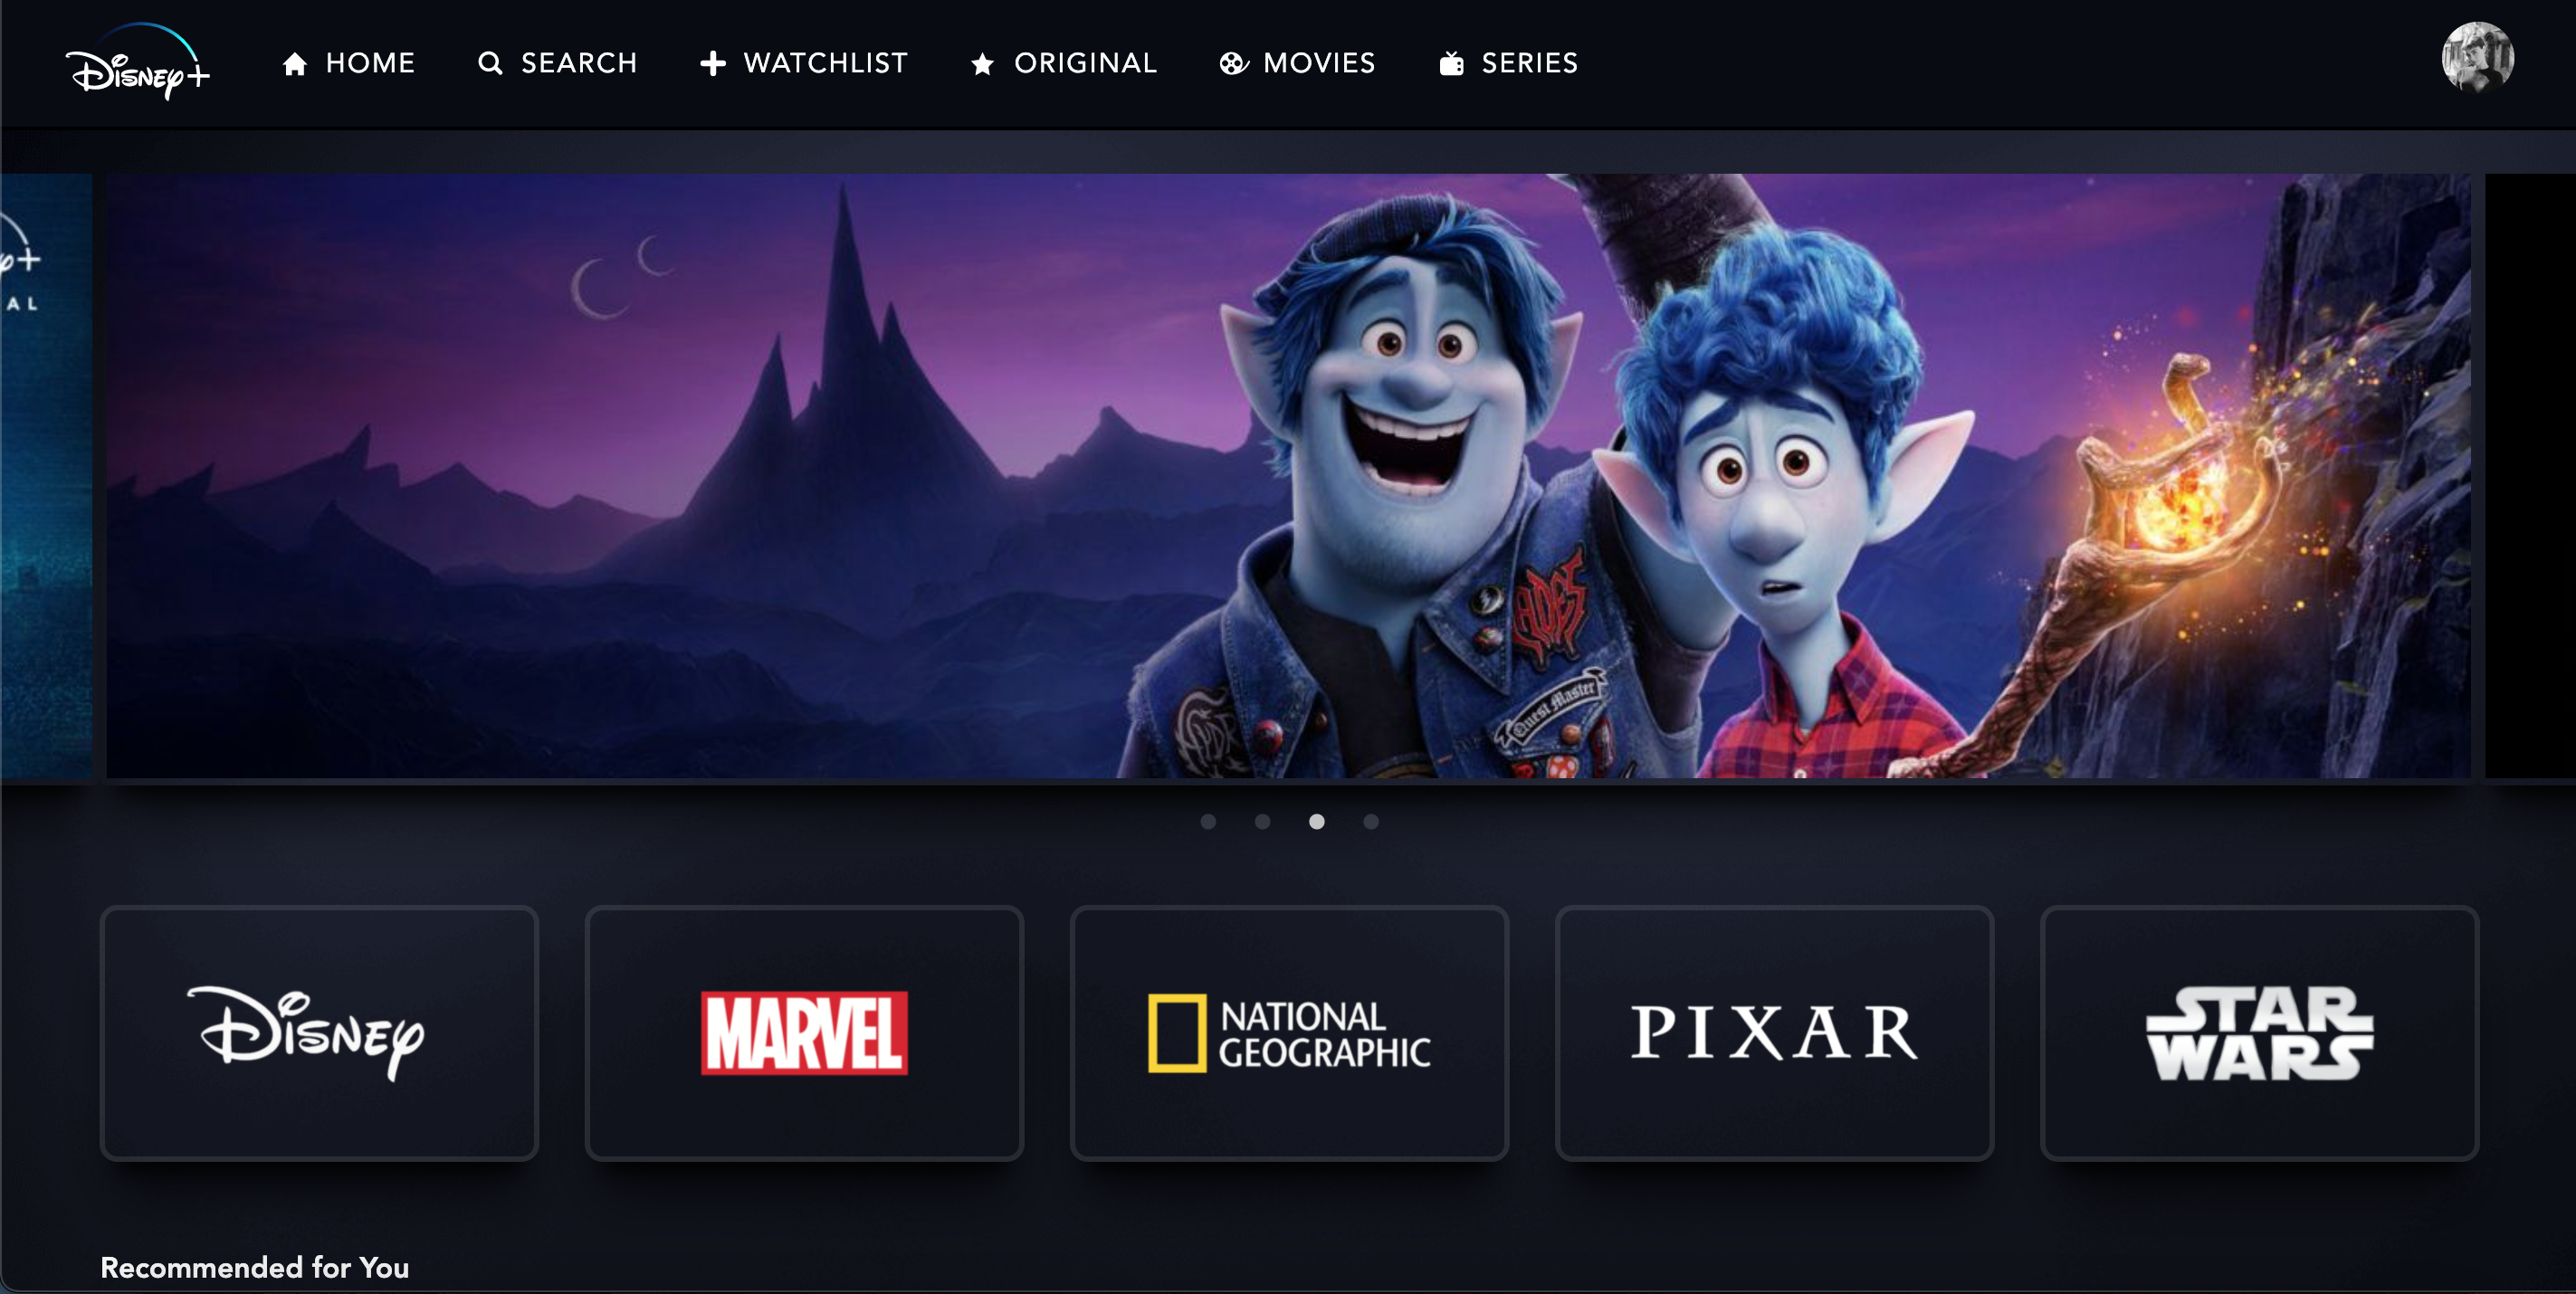 Disney+
HOME
SEARCH
WATCHLIST
ORIGINAL
MOVIES
SERIES
y+
AL
Quest Master
Disney
MARVEL
NATIONAL
GEOGRAPHIC
PIXAR
STAR
WARS
Recommended for You